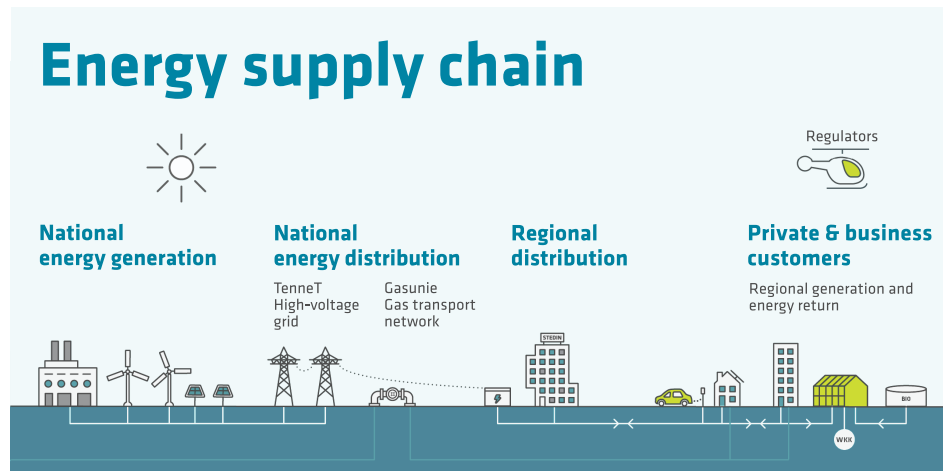 Energy supply chain
Regulators
National
energy generation
National
energy distribution
TenneT
High-voltage
grid
Gasunie
Gas transport
network
Regional
distribution
Private & business
customers
Regional generation and
energy return
STEDIN
BIO
WKK